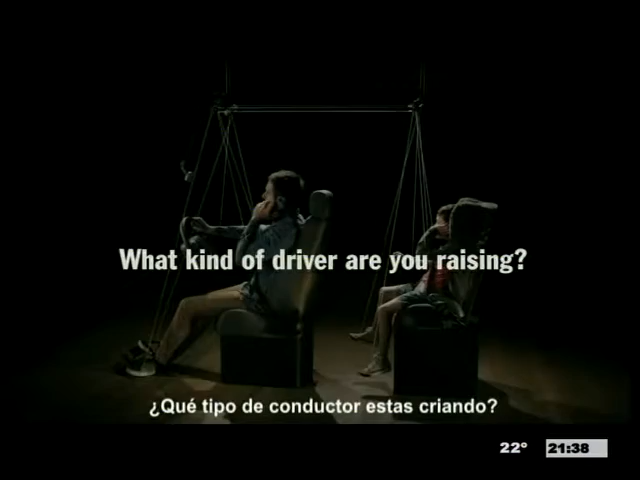 What kind of driver are you raising?
¿Qué tipo de conductor estas criando?
22° 21:38